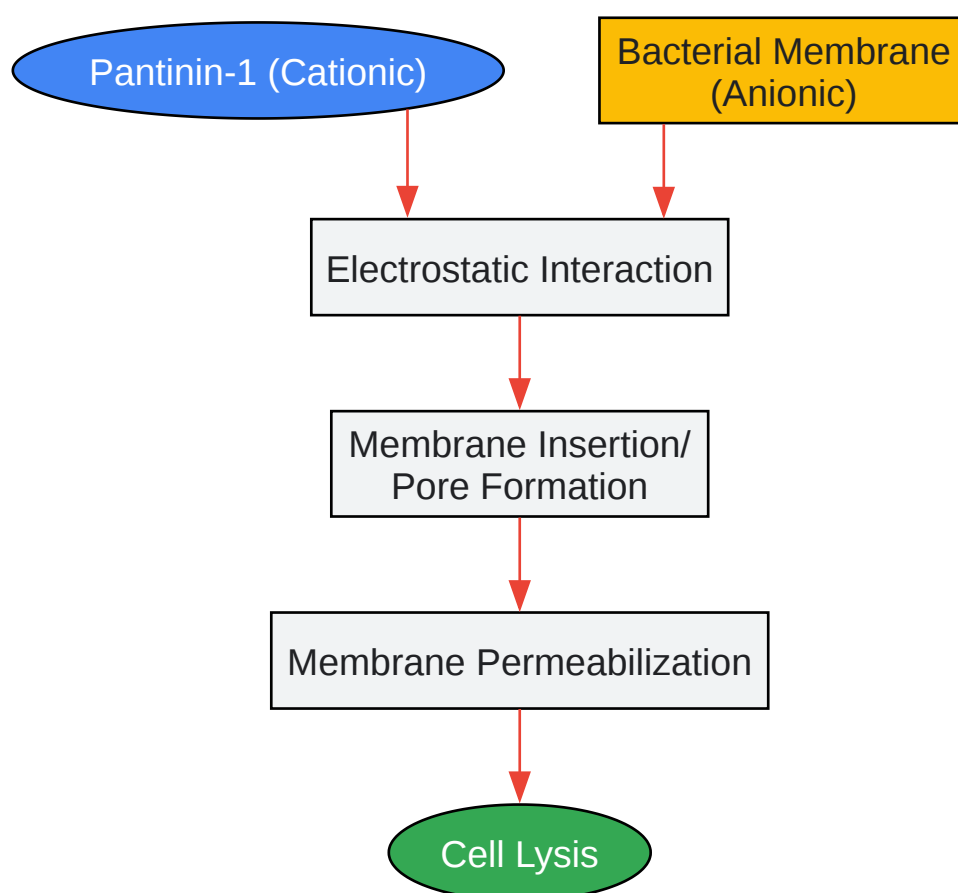 Pantinin-1 (Cationic)
Bacterial Membrane
(Anionic)
Electrostatic Interaction
Membrane Insertion/
Pore Formation
Membrane Permeabilization
Cell Lysis